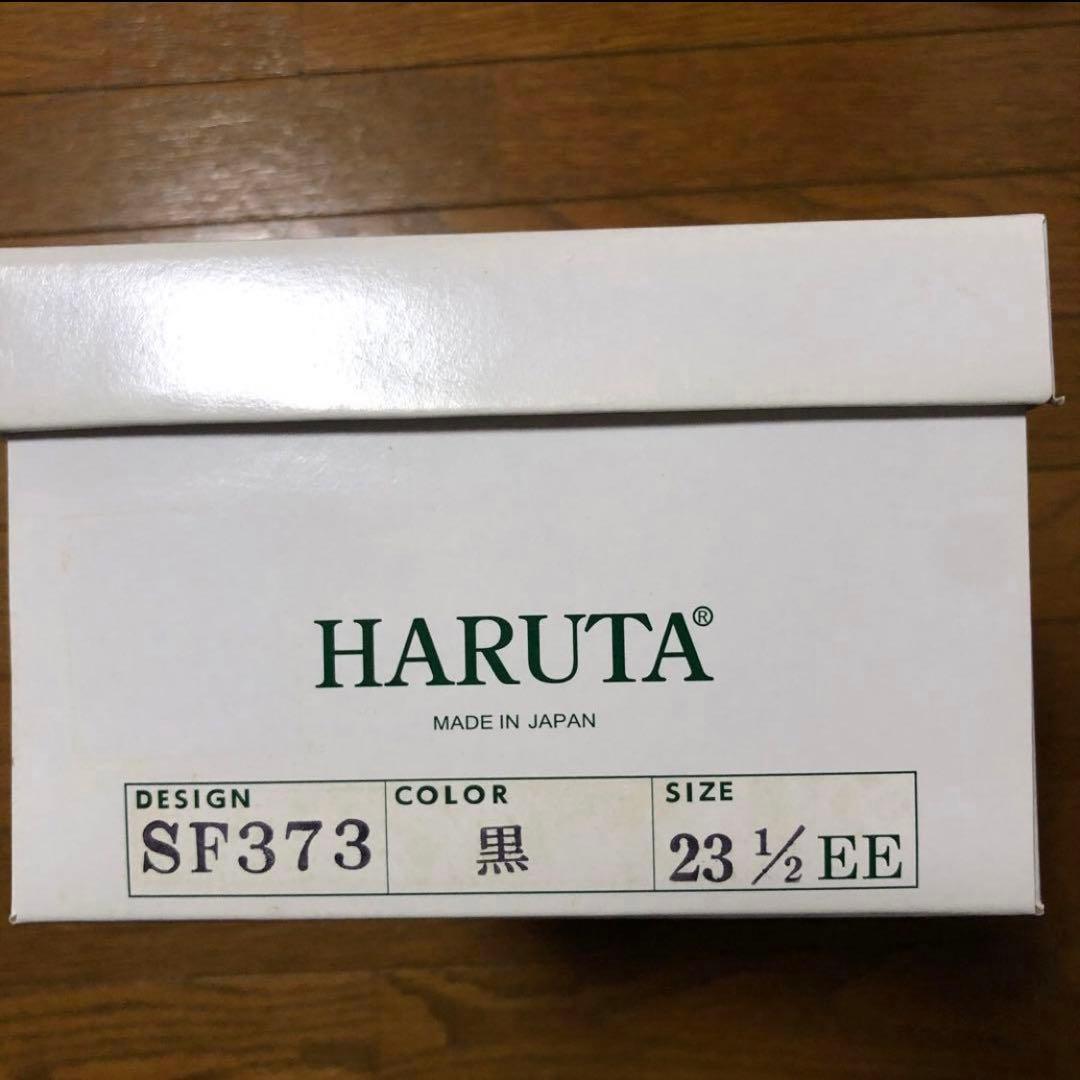 HARUTA®
MADE IN JAPAN
DESIGN COLOR SIZE
SF373 黒 23 ½ EE